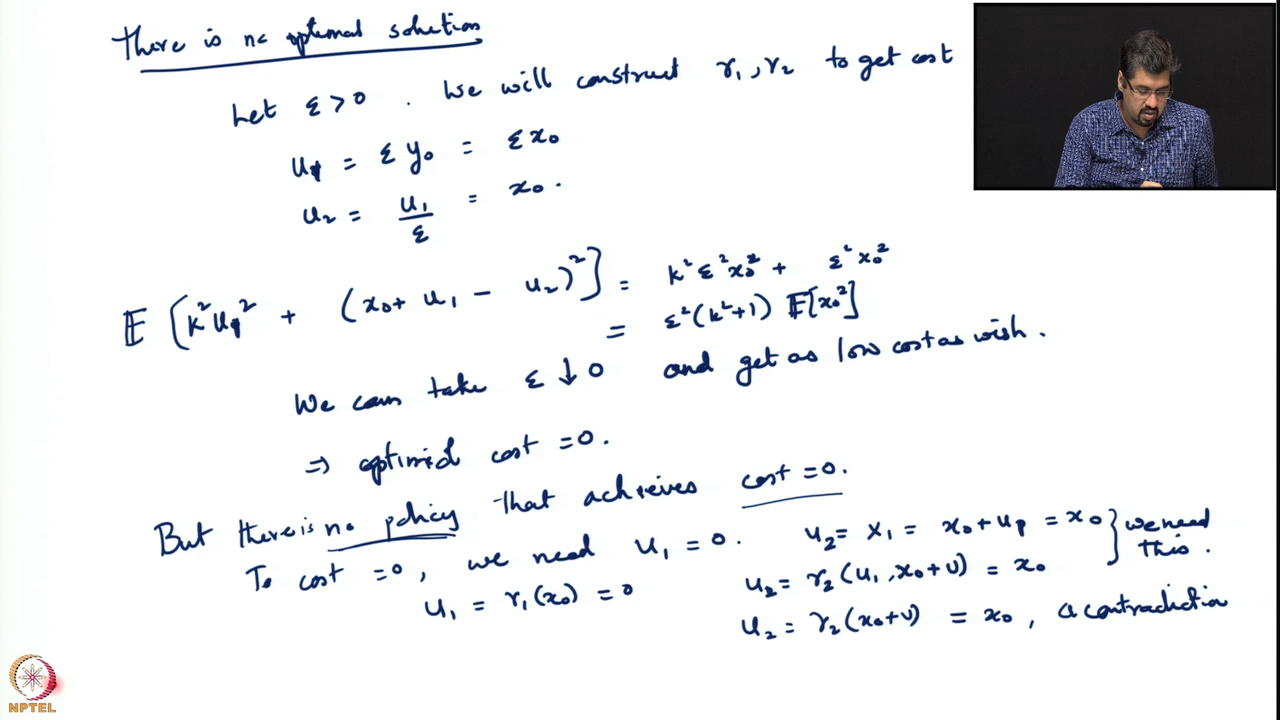 There is no optimal solution
Let ε > 0 . We will construct γ₁, γ₂ to get cost
u₁ = ε y₀ = ε x₀
u₂ = u₁/ε = x₀ .
𝔼 [k² u₁² + (x₀ + u₁ − u₂)²] = k² ε² x₀² + ε² x₀²
= ε² (k²+1) 𝔼[x₀²]
We can take ε ↓ 0 and get as low cost as wish .
⇒ optimal cost = 0 .
But there is no policy that achieves cost = 0 .
To cost = 0 , we need u₁ = 0 . u₂ = x₁ = x₀ + u₁ = x₀ } we need this .
u₁ = γ₁(x₀) = 0 u₂ = γ₂(u₁, x₀+v) = x₀
u₂ = γ₂(x₀+v) = x₀ , a contradiction
NPTEL